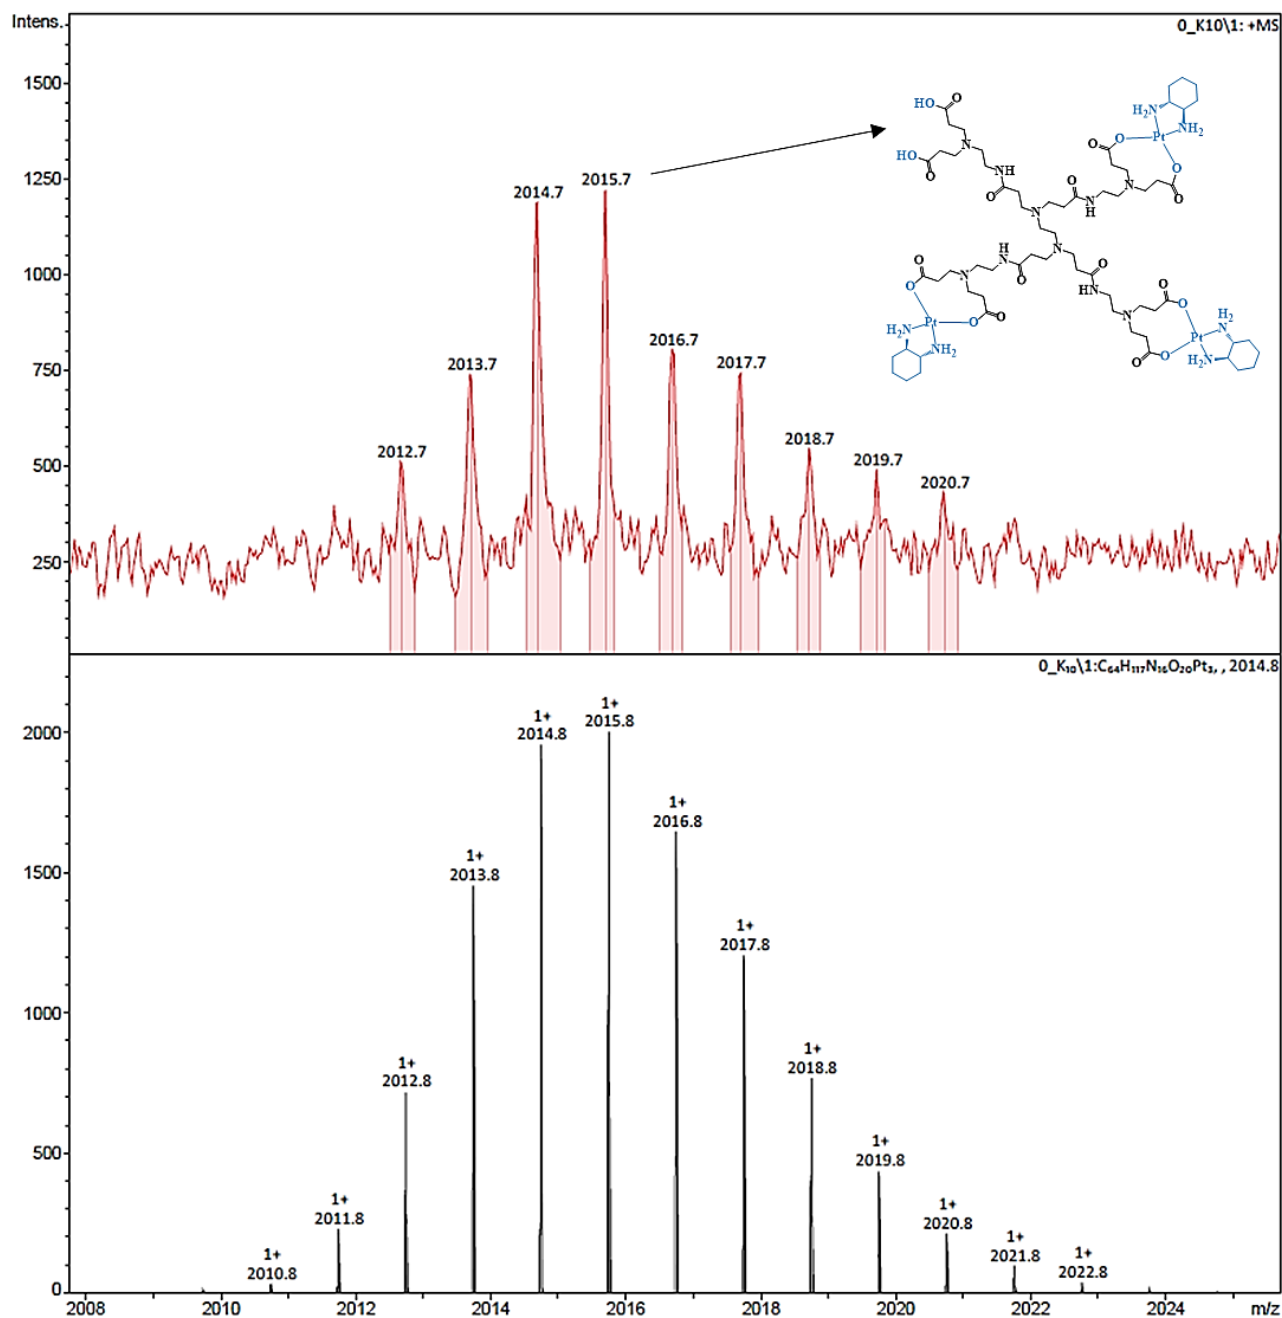 Intens.
0_K10\1: +MS
1500
1250
1000
750
500
250
2012.7
2013.7
2014.7
2015.7
2016.7
2017.7
2018.7
2019.7
2020.7
HO
O
HO
O
N
NH
O
N
O
N
H
N
O
O
O
O
Pt
H₂N
NH₂
N
H
N
O
O
O
N
O
O
Pt
H₂N
NH₂
O
HN
N
O
O
O
O
Pt
H₂
N
H₂N
0_K₁₀\1:C₆₄H₁₁₇N₁₆O₂₀Pt₃, , 2014.8
2000
1500
1000
500
0
1+
2010.8
1+
2011.8
1+
2012.8
1+
2013.8
1+
2014.8
1+
2015.8
1+
2016.8
1+
2017.8
1+
2018.8
1+
2019.8
1+
2020.8
1+
2021.8
1+
2022.8
2008 2010 2012 2014 2016 2018 2020 2022 2024 m/z